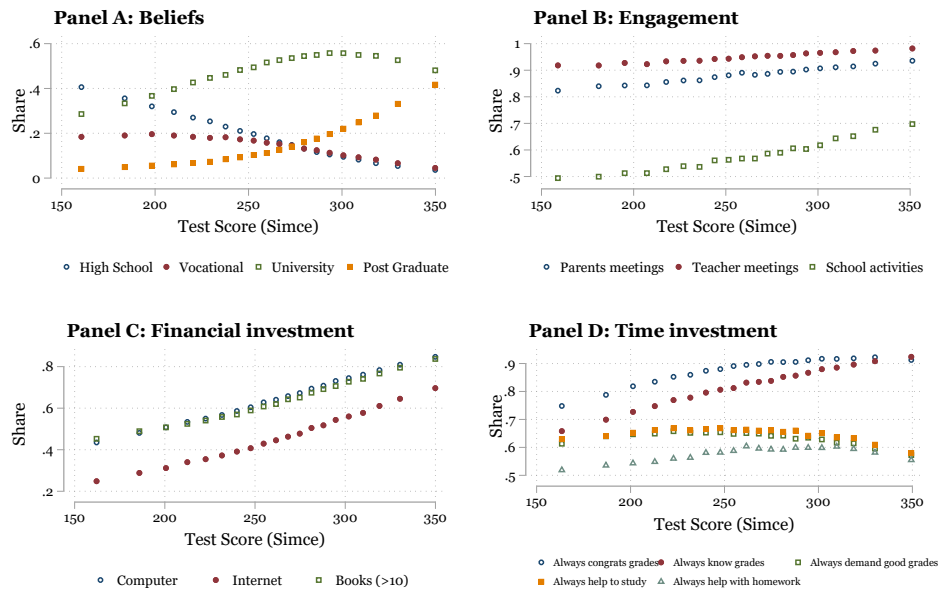 Panel A: Beliefs
Share
.6
.4
.2
0
150 200 250 300 350
Test Score (Simce)
High School Vocational University Post Graduate
Panel B: Engagement
Share
1
.9
.8
.7
.6
.5
150 200 250 300 350
Test Score (Simce)
Parents meetings Teacher meetings School activities
Panel C: Financial investment
Share
.8
.6
.4
.2
150 200 250 300 350
Test Score (Simce)
Computer Internet Books (>10)
Panel D: Time investment
Share
.9
.8
.7
.6
.5
150 200 250 300 350
Test Score (Simce)
Always congrats grades Always know grades Always demand good grades
Always help to study Always help with homework